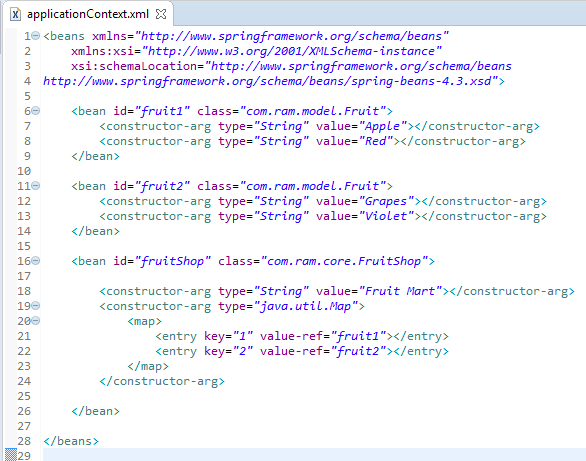 applicationContext.xml
1 <beans xmlns="http://www.springframework.org/schema/beans"
2 xmlns:xsi="http://www.w3.org/2001/XMLSchema-instance"
3 xsi:schemaLocation="http://www.springframework.org/schema/beans
4 http://www.springframework.org/schema/beans/spring-beans-4.3.xsd">
5
6 <bean id="fruit1" class="com.ram.model.Fruit">
7 <constructor-arg type="String" value="Apple"></constructor-arg>
8 <constructor-arg type="String" value="Red"></constructor-arg>
9 </bean>
10
11 <bean id="fruit2" class="com.ram.model.Fruit">
12 <constructor-arg type="String" value="Grapes"></constructor-arg>
13 <constructor-arg type="String" value="Violet"></constructor-arg>
14 </bean>
15
16 <bean id="fruitShop" class="com.ram.core.FruitShop">
17
18 <constructor-arg type="String" value="Fruit Mart"></constructor-arg>
19 <constructor-arg type="java.util.Map">
20 <map>
21 <entry key="1" value-ref="fruit1"></entry>
22 <entry key="2" value-ref="fruit2"></entry>
23 </map>
24 </constructor-arg>
25
26 </bean>
27
28 </beans>
29